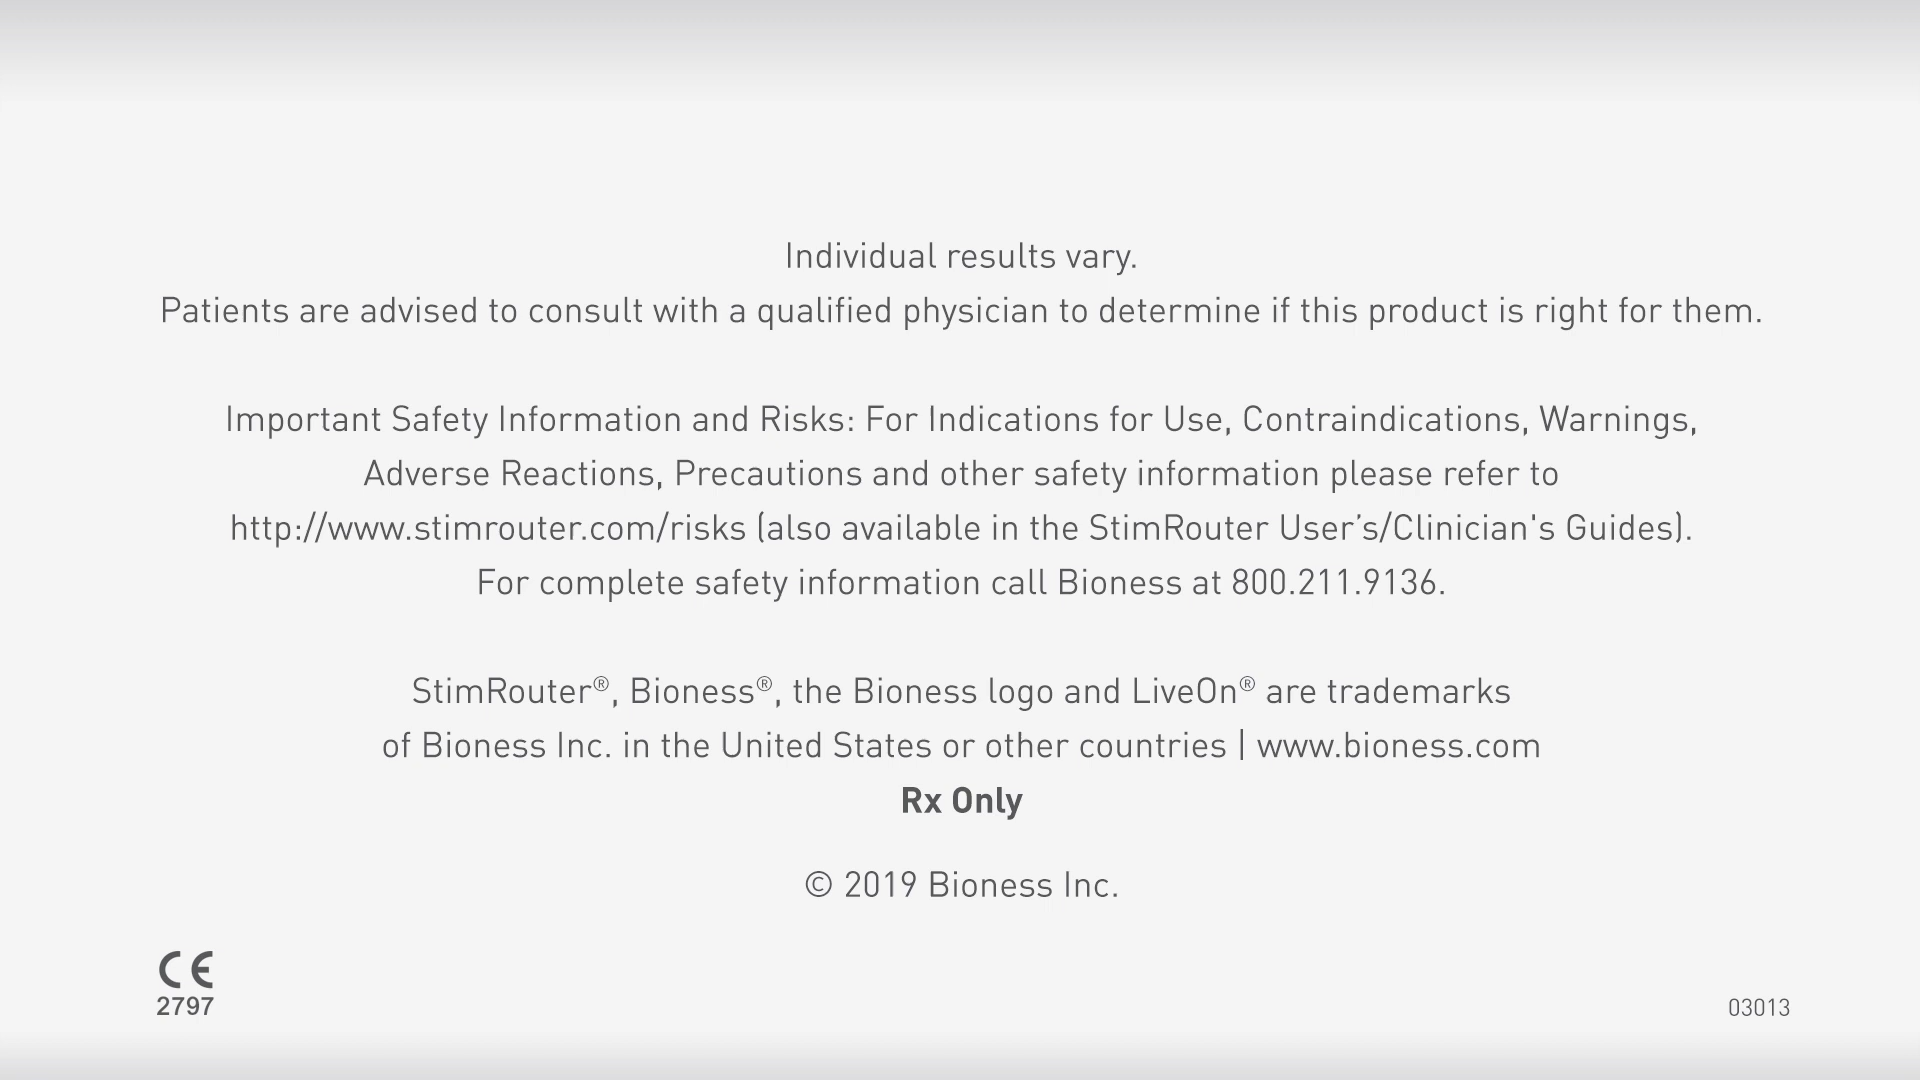 Individual results vary.
Patients are advised to consult with a qualified physician to determine if this product is right for them.
Important Safety Information and Risks: For Indications for Use, Contraindications, Warnings,
Adverse Reactions, Precautions and other safety information please refer to
http://www.stimrouter.com/risks (also available in the StimRouter User’s/Clinician's Guides).
For complete safety information call Bioness at 800.211.9136.
StimRouter®, Bioness®, the Bioness logo and LiveOn® are trademarks
of Bioness Inc. in the United States or other countries | www.bioness.com
Rx Only
© 2019 Bioness Inc.
CE
2797
03013